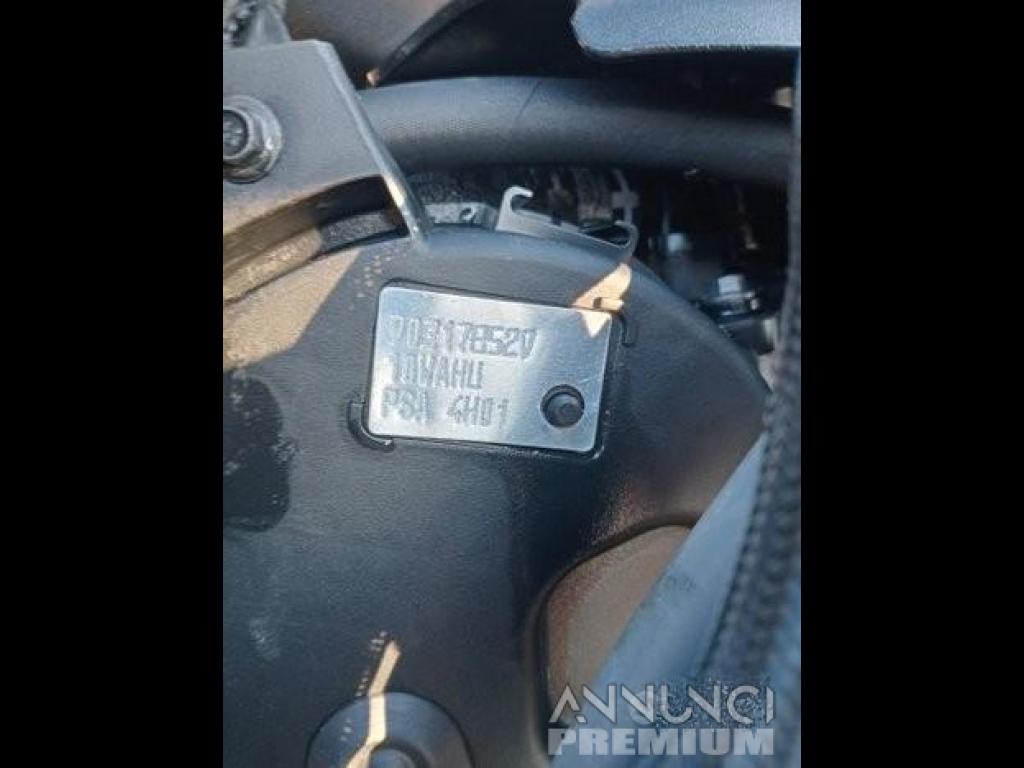 10WAHU
PSA 4H01
ANNUNCI
PREMIUM